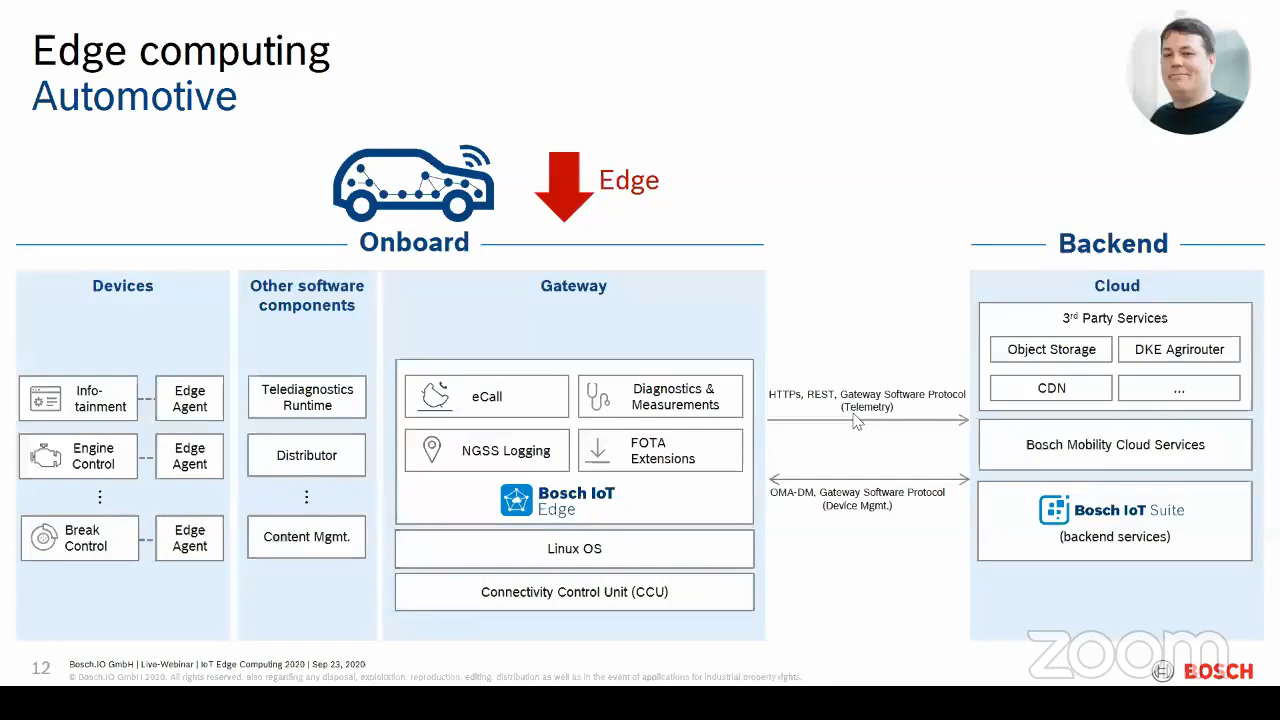 Edge computing
Automotive
Edge
Onboard
Backend
Devices
Other software
components
Gateway
Cloud
Info-
tainment
Edge
Agent
Engine
Control
Edge
Agent
Break
Control
Edge
Agent
Telediagnostics
Runtime
Distributor
Content Mgmt.
eCall
Diagnostics &
Measurements
NGSS Logging
FOTA
Extensions
Bosch IoT
Edge
Linux OS
Connectivity Control Unit (CCU)
HTTPs, REST, Gateway Software Protocol
(Telemetry)
OMA-DM, Gateway Software Protocol
(Device Mgmt.)
3rd Party Services
Object Storage
DKE Agrirouter
CDN
...
Bosch Mobility Cloud Services
Bosch IoT Suite
(backend services)
zoom
BOSCH
12
Bosch.IO GmbH | Live-Webinar | IoT Edge Computing 2020 | Sep 23, 2020
© Bosch.IO GmbH 2020. All rights reserved, also regarding any disposal, exploitation, reproduction, editing, distribution as well as in the event of applications for industrial property rights.